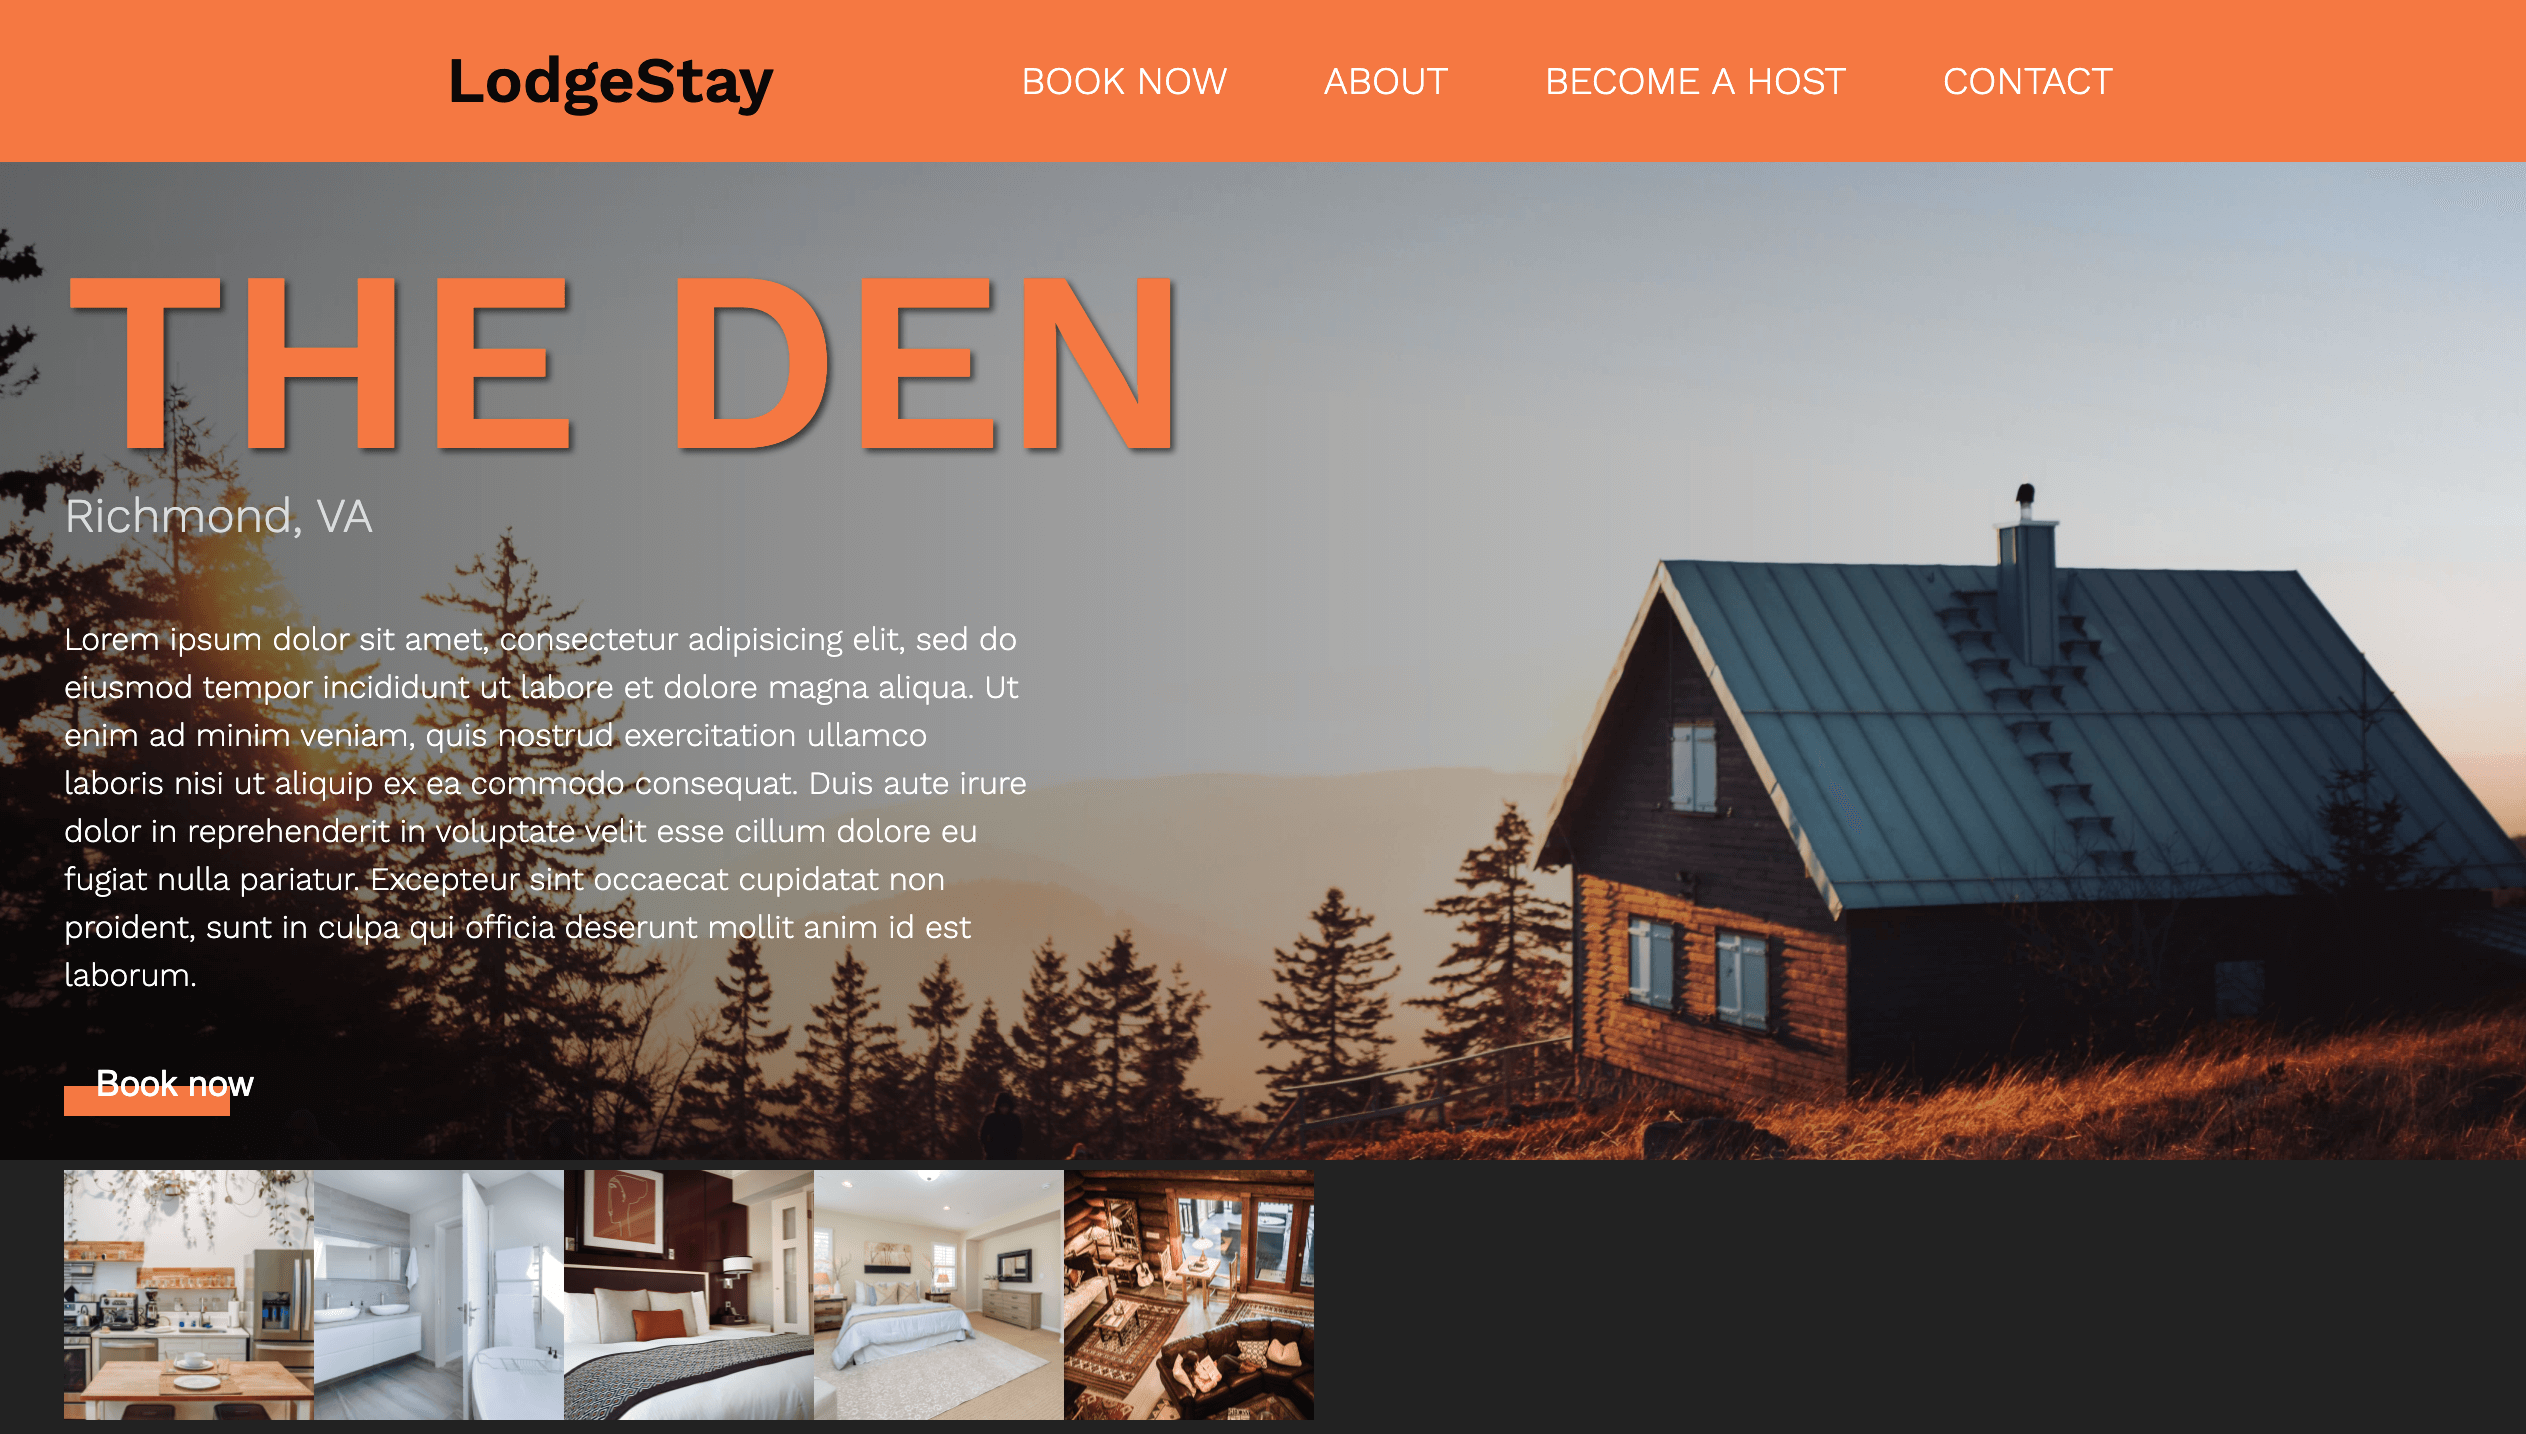 LodgeStay
BOOK NOW
ABOUT
BECOME A HOST
CONTACT
THE DEN
Richmond, VA
Lorem ipsum dolor sit amet, consectetur adipisicing elit, sed do
eiusmod tempor incididunt ut labore et dolore magna aliqua. Ut
enim ad minim veniam, quis nostrud exercitation ullamco
laboris nisi ut aliquip ex ea commodo consequat. Duis aute irure
dolor in reprehenderit in voluptate velit esse cillum dolore eu
fugiat nulla pariatur. Excepteur sint occaecat cupidatat non
proident, sunt in culpa qui officia deserunt mollit anim id est
laborum.
Book now